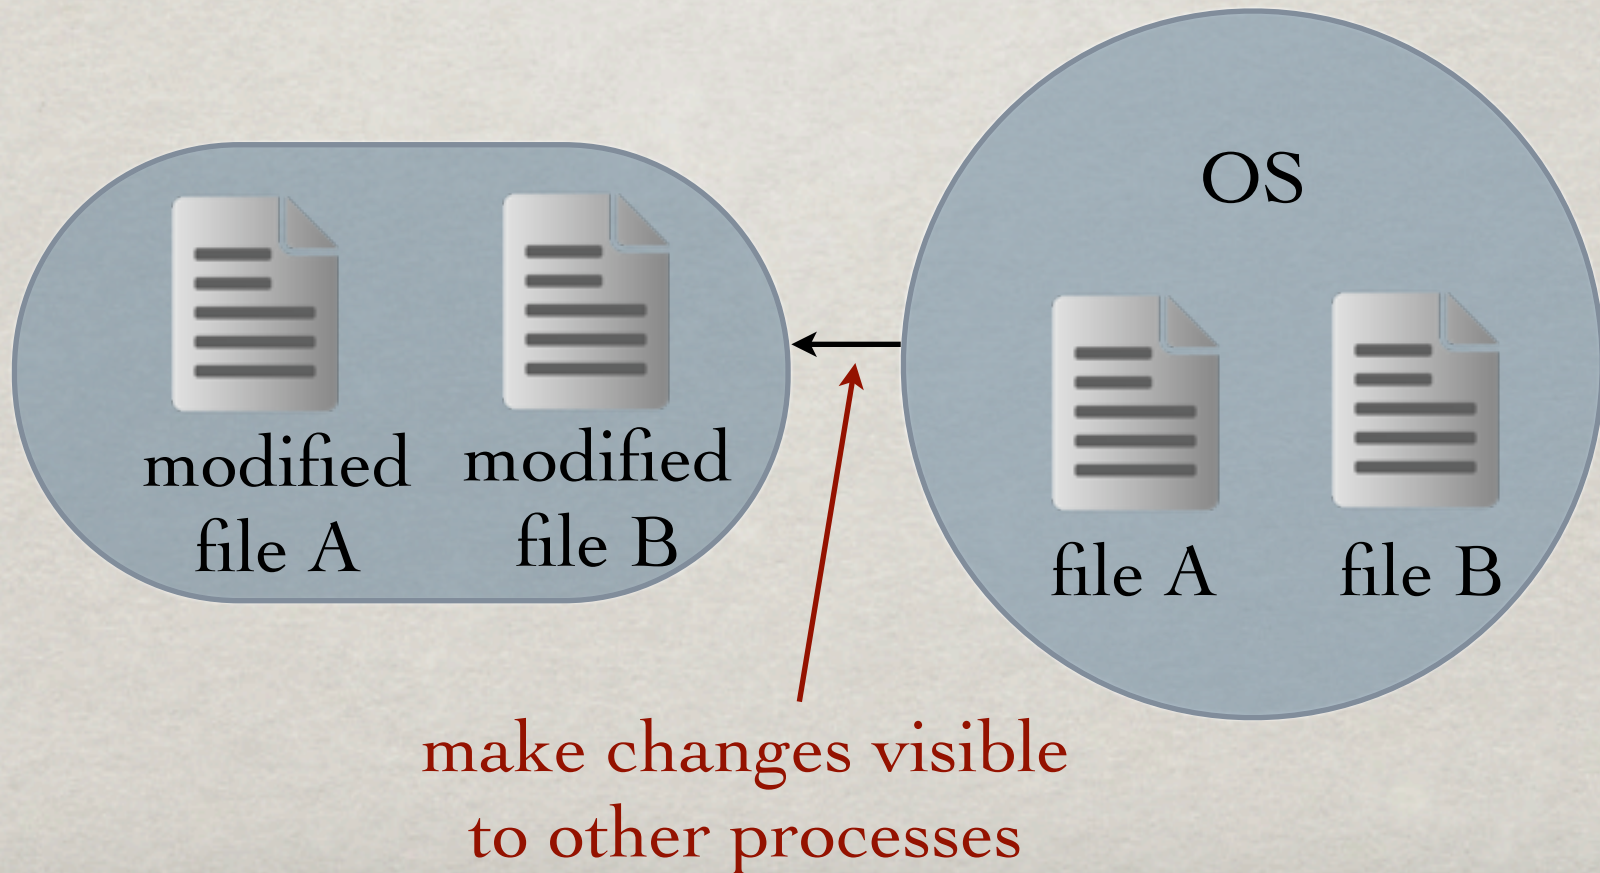 modified
file A
modified
file B
OS
file A
file B
make changes visible
to other processes